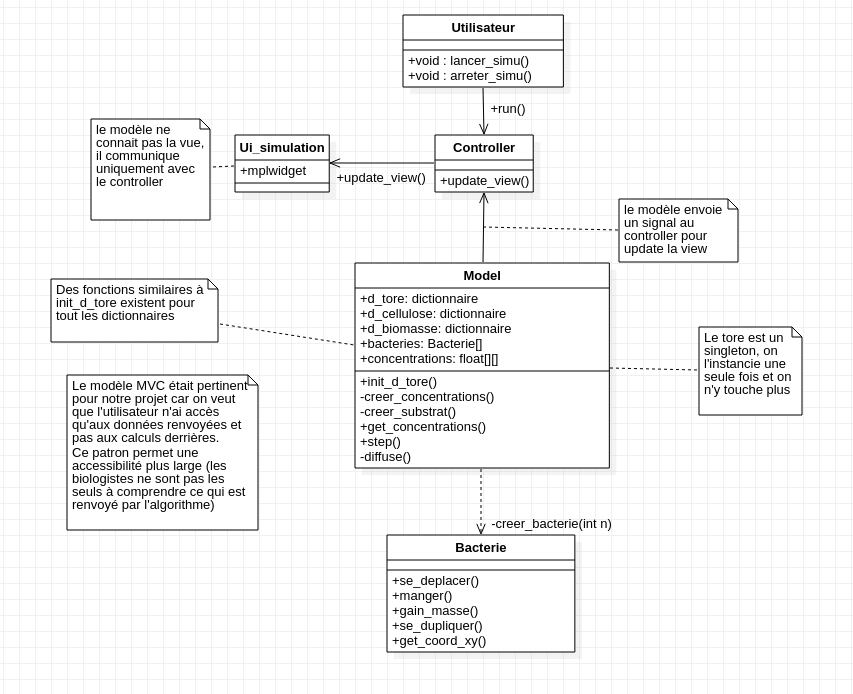 Utilisateur
+void : lancer_simu()
+void : arreter_simu()
+run()
le modèle ne
connait pas la vue,
il communique
uniquement avec
le controller
Ui_simulation
+mplwidget
+update_view()
Controller
+update_view()
le modèle envoie
un signal au
controller pour
update la view
Des fonctions similaires à
init_d_tore existent pour
tout les dictionnaires
Model
+d_tore: dictionnaire
+d_cellulose: dictionnaire
+d_biomasse: dictionnaire
+bacteries: Bacterie[]
+concentrations: float[][]
+init_d_tore()
-creer_concentrations()
-creer_substrat()
+get_concentrations()
+step()
-diffuse()
Le tore est un
singleton, on
l'instancie une
seule fois et on
n'y touche plus
Le modèle MVC était pertinent
pour notre projet car on veut
que l'utilisateur n'ai accès
qu'aux données renvoyées et
pas aux calculs derrières.
Ce patron permet une
accessibilité plus large (les
biologistes ne sont pas les
seuls à comprendre ce qui est
renvoyé par l'algorithme)
-creer_bacterie(int n)
Bacterie
+se_deplacer()
+manger()
+gain_masse()
+se_dupliquer()
+get_coord_xy()